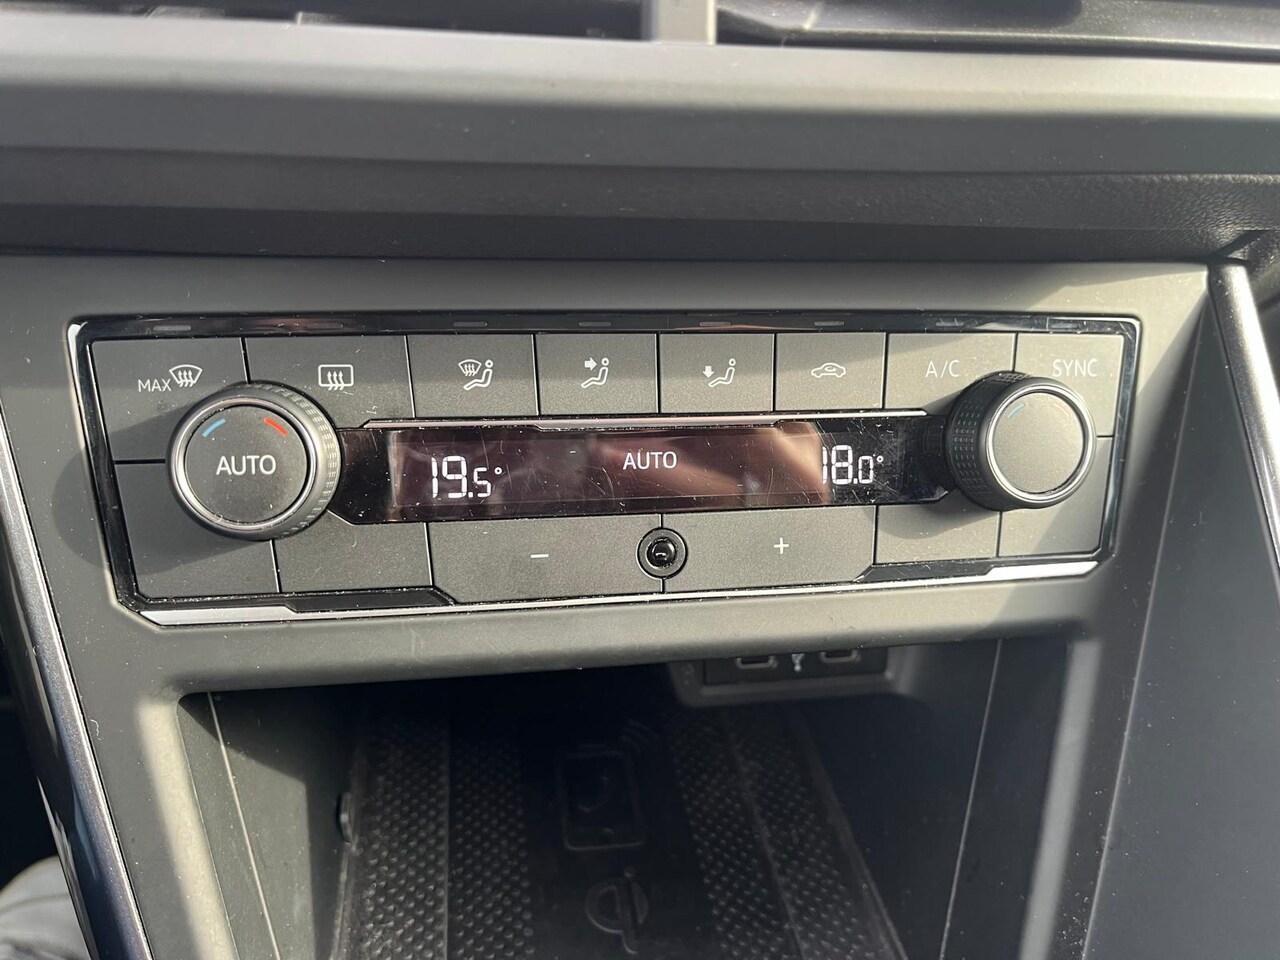 MAX
A/C
SYNC
AUTO
19.5°
AUTO
18.0°
−
+